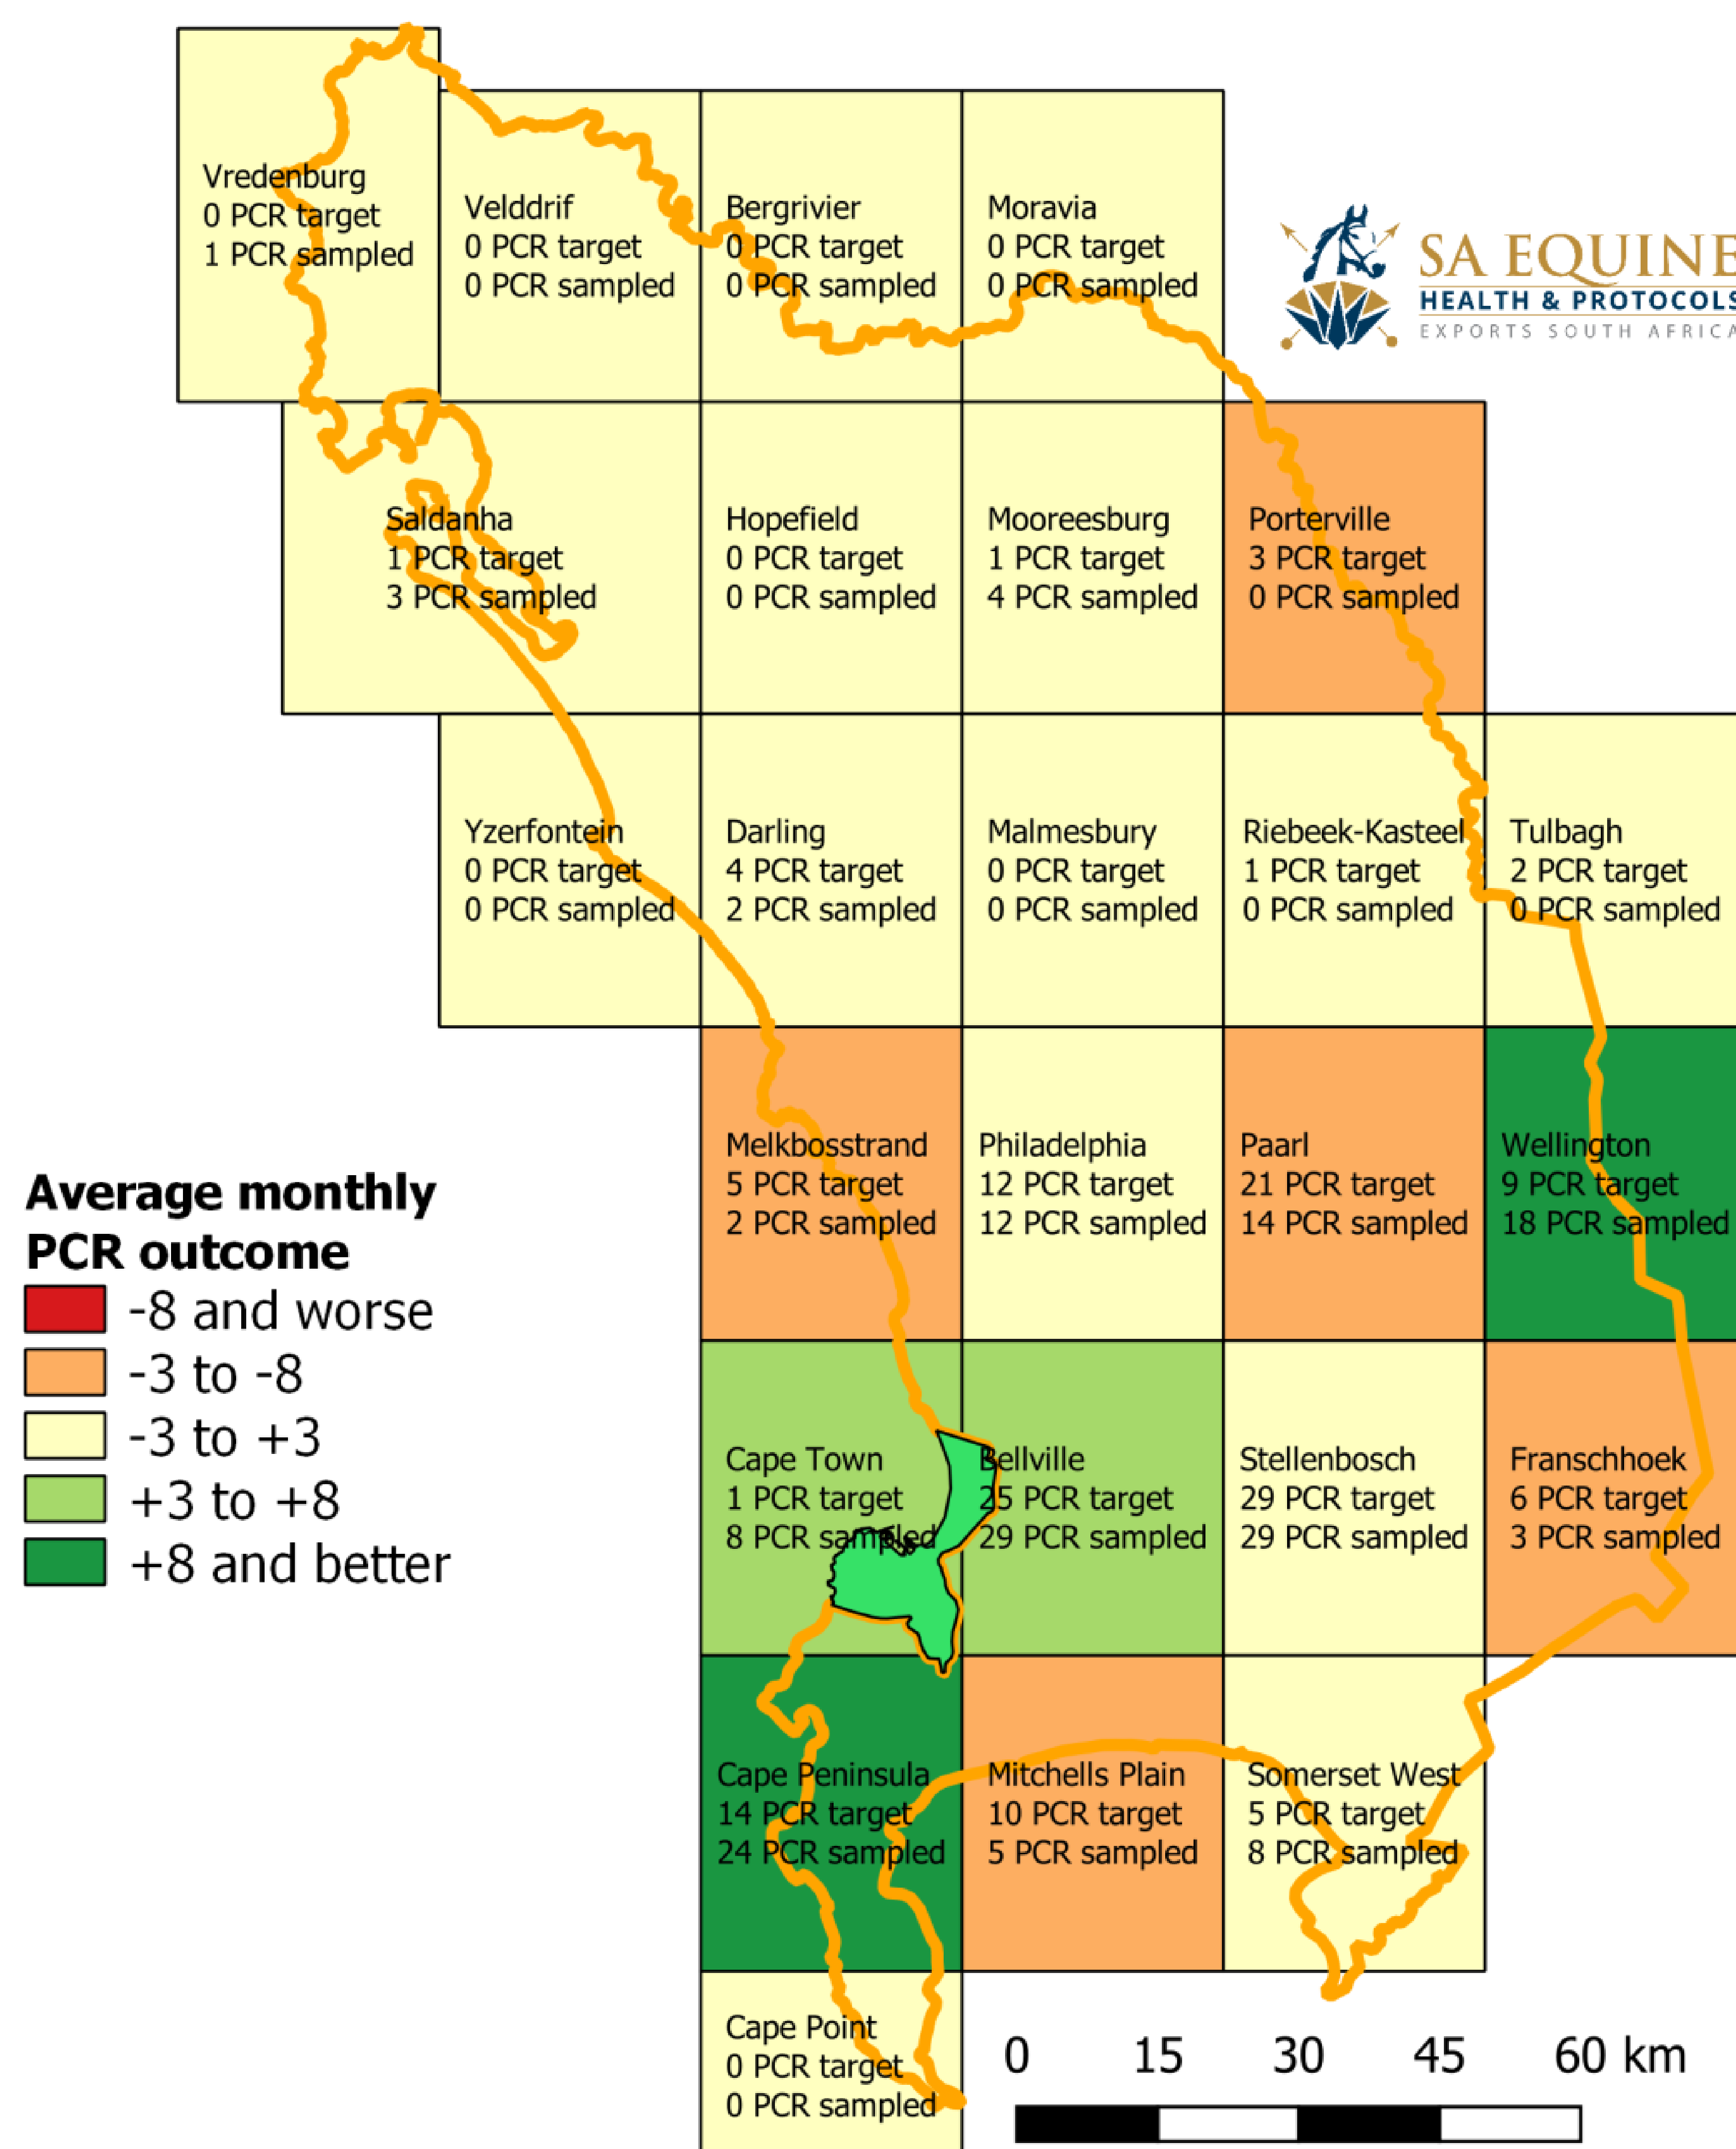 Vredenburg
0 PCR target
1 PCR sampled
Velddrif
0 PCR target
0 PCR sampled
Bergrivier
0 PCR target
0 PCR sampled
Moravia
0 PCR target
0 PCR sampled
SA EQUINE
HEALTH & PROTOCOLS
EXPORTS SOUTH AFRICA
Saldanha
1 PCR target
3 PCR sampled
Hopefield
0 PCR target
0 PCR sampled
Mooreesburg
1 PCR target
4 PCR sampled
Porterville
3 PCR target
0 PCR sampled
Yzerfontein
0 PCR target
0 PCR sampled
Darling
4 PCR target
2 PCR sampled
Malmesbury
0 PCR target
0 PCR sampled
Riebeek-Kasteel
1 PCR target
0 PCR sampled
Tulbagh
2 PCR target
0 PCR sampled
Melkbosstrand
5 PCR target
2 PCR sampled
Philadelphia
12 PCR target
12 PCR sampled
Paarl
21 PCR target
14 PCR sampled
Wellington
9 PCR target
18 PCR sampled
Average monthly
PCR outcome
-8 and worse
-3 to -8
-3 to +3
+3 to +8
+8 and better
Cape Town
1 PCR target
8 PCR sampled
Bellville
25 PCR target
29 PCR sampled
Stellenbosch
29 PCR target
29 PCR sampled
Franschhoek
6 PCR target
3 PCR sampled
Cape Peninsula
14 PCR target
24 PCR sampled
Mitchells Plain
10 PCR target
5 PCR sampled
Somerset West
5 PCR target
8 PCR sampled
Cape Point
0 PCR target
0 PCR sampled
0 15 30 45 60 km